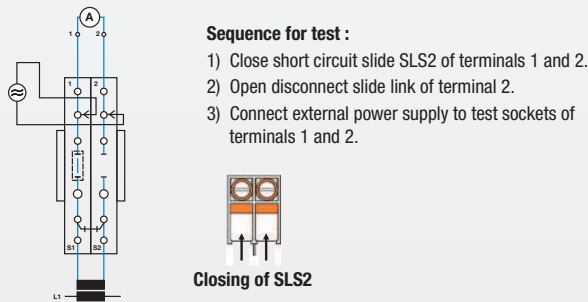 A
1 2
1 2
S1 S2
L1
Sequence for test :
1) Close short circuit slide SLS2 of terminals 1 and 2.
2) Open disconnect slide link of terminal 2.
3) Connect external power supply to test sockets of
terminals 1 and 2.
Closing of SLS2